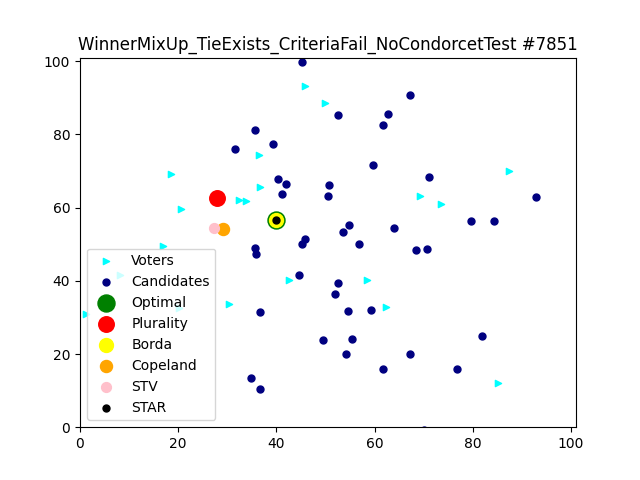 WinnerMixUp_TieExists_CriteriaFail_NoCondorcetTest #7851
100
80
60
40
20
0
Voters
Candidates
Optimal
Plurality
Borda
Copeland
STV
STAR
0 20 40 60 80 100